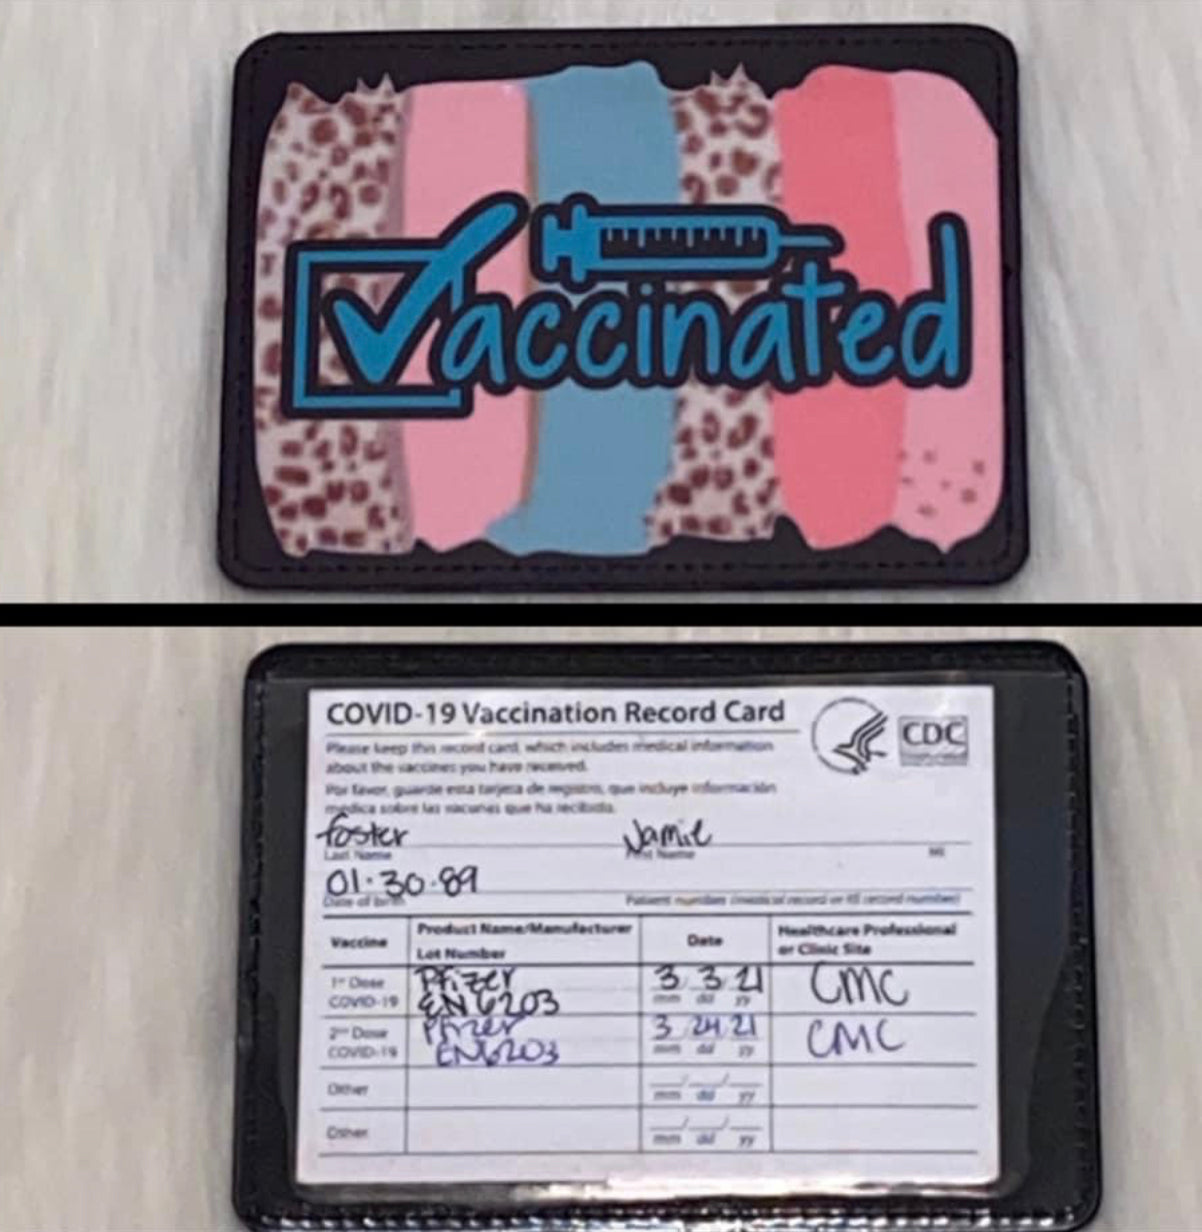 Vaccinated
COVID-19 Vaccination Record Card
CDC
Please keep this record card, which includes medical information
about the vaccines you have received.
Por favor, guarde esta tarjeta de registro, que incluye información
médica sobre las vacunas que ha recibido.
Foster Jamie
Last Name First Name MI
01.30.89
Date of birth Patient number (medical record or IIS record number)
Vaccine Product Name/Manufacturer Date Healthcare Professional
Lot Number or Clinic Site
1st Dose Pfizer 3 3 21 CMC
COVID-19 EN6203 mm dd yy
2nd Dose Pfizer 3 24 21 CMC
COVID-19 EN6203 mm dd yy
Other / /
mm dd yy
Other / /
mm dd yy